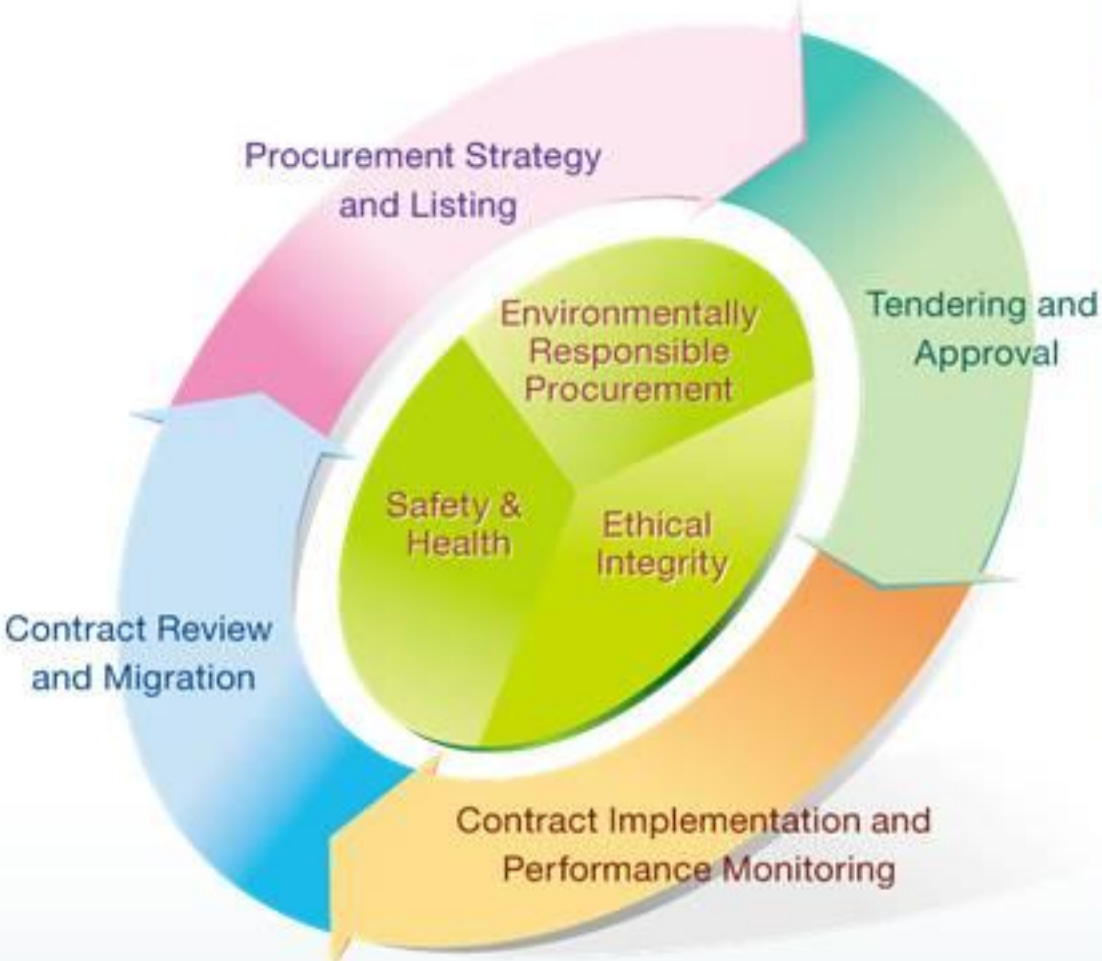 Procurement Strategy
and Listing
Tendering and
Approval
Environmentally
Responsible
Procurement
Safety &
Health
Ethical
Integrity
Contract Review
and Migration
Contract Implementation and
Performance Monitoring